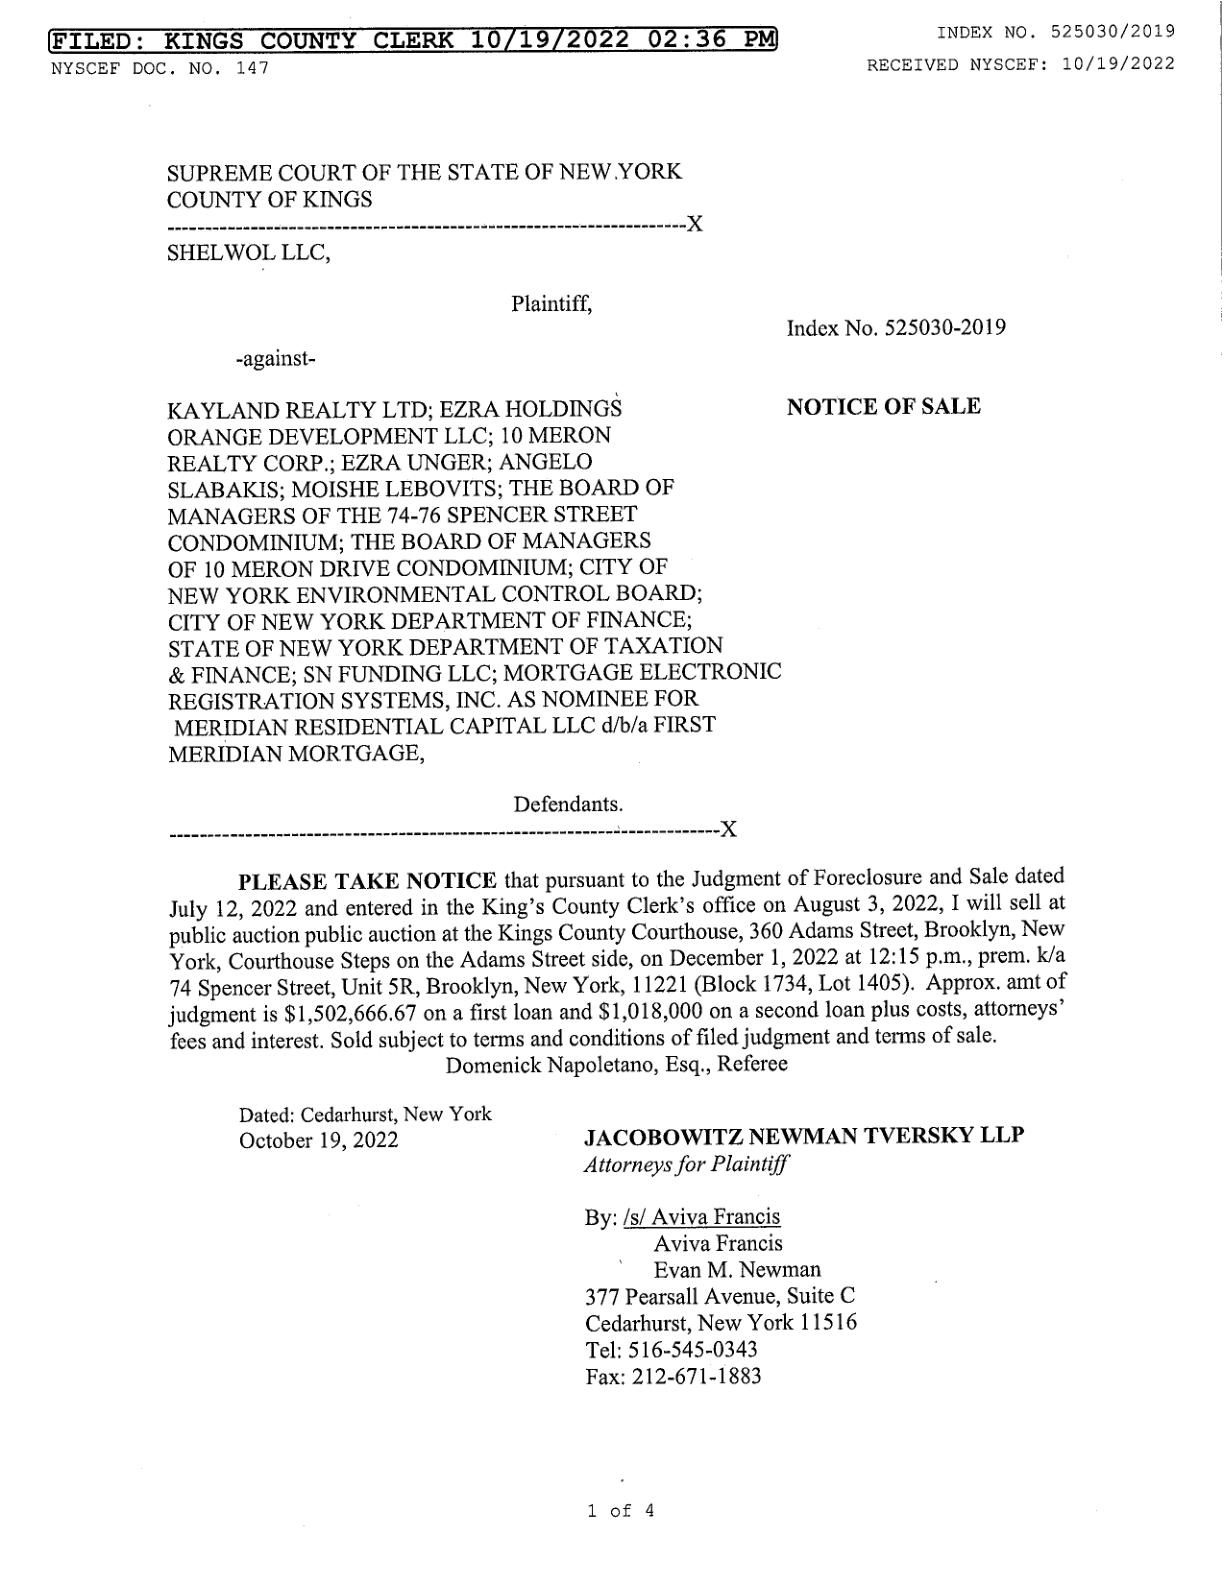 FILED: KINGS COUNTY CLERK 10/19/2022 02:36 PM
INDEX NO. 525030/2019
NYSCEF DOC. NO. 147
RECEIVED NYSCEF: 10/19/2022
SUPREME COURT OF THE STATE OF NEW YORK
COUNTY OF KINGS
-----------------------------------------------------------------------X
SHELWOL LLC,
Plaintiff,
Index No. 525030-2019
-against-
KAYLAND REALTY LTD; EZRA HOLDINGS
NOTICE OF SALE
ORANGE DEVELOPMENT LLC; 10 MERON
REALTY CORP.; EZRA UNGER; ANGELO
SLABAKIS; MOISHE LEBOVITS; THE BOARD OF
MANAGERS OF THE 74-76 SPENCER STREET
CONDOMINIUM; THE BOARD OF MANAGERS
OF 10 MERON DRIVE CONDOMINIUM; CITY OF
NEW YORK ENVIRONMENTAL CONTROL BOARD;
CITY OF NEW YORK DEPARTMENT OF FINANCE;
STATE OF NEW YORK DEPARTMENT OF TAXATION
& FINANCE; SN FUNDING LLC; MORTGAGE ELECTRONIC
REGISTRATION SYSTEMS, INC. AS NOMINEE FOR
MERIDIAN RESIDENTIAL CAPITAL LLC d/b/a FIRST
MERIDIAN MORTGAGE,
Defendants.
---------------------------------------------------------------------------X
PLEASE TAKE NOTICE that pursuant to the Judgment of Foreclosure and Sale dated
July 12, 2022 and entered in the King's County Clerk's office on August 3, 2022, I will sell at
public auction public auction at the Kings County Courthouse, 360 Adams Street, Brooklyn, New
York, Courthouse Steps on the Adams Street side, on December 1, 2022 at 12:15 p.m., prem. k/a
74 Spencer Street, Unit 5R, Brooklyn, New York, 11221 (Block 1734, Lot 1405). Approx. amt of
judgment is $1,502,666.67 on a first loan and $1,018,000 on a second loan plus costs, attorneys'
fees and interest. Sold subject to terms and conditions of filed judgment and terms of sale.
Domenick Napoletano, Esq., Referee
Dated: Cedarhurst, New York
October 19, 2022
JACOBOWITZ NEWMAN TVERSKY LLP
Attorneys for Plaintiff
By: /s/ Aviva Francis
Aviva Francis
Evan M. Newman
377 Pearsall Avenue, Suite C
Cedarhurst, New York 11516
Tel: 516-545-0343
Fax: 212-671-1883
1 of 4